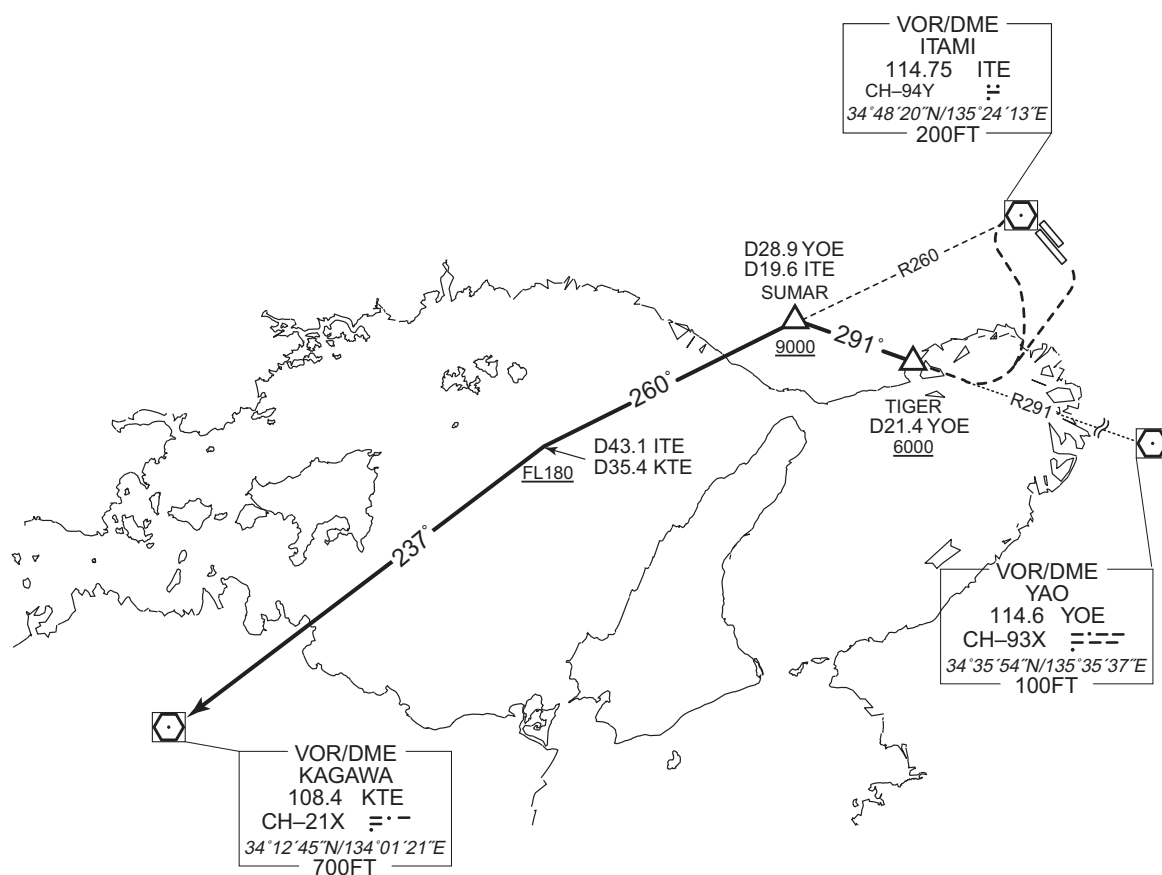 VOR/DME
ITAMI
114.75 ITE
CH–94Y
34°48´20˝N/135°24´13˝E
200FT
D28.9 YOE
D19.6 ITE
SUMAR
9000
R260
291°
TIGER
D21.4 YOE
6000
R291
260°
D43.1 ITE
D35.4 KTE
FL180
237°
VOR/DME
YAO
114.6 YOE
CH–93X
34°35´54˝N/135°35´37˝E
100FT
VOR/DME
KAGAWA
108.4 KTE
CH–21X
34°12´45˝N/134°01´21˝E
700FT